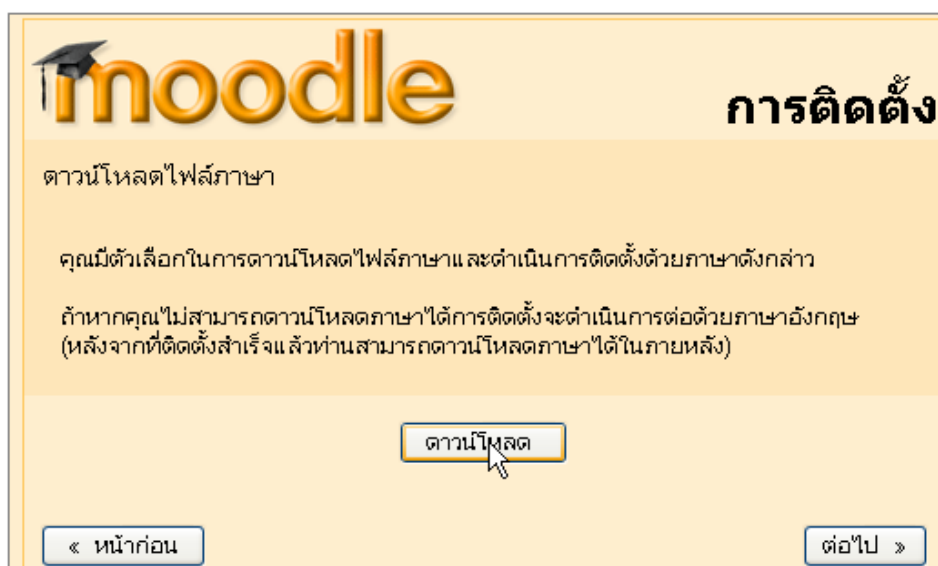 moodle
การติดตั้ง
ดาวน์โหลดไฟล์ภาษา
คุณมีตัวเลือกในการดาวน์โหลดไฟล์ภาษาและดำเนินการติดตั้งด้วยภาษาดังกล่าว
ถ้าหากคุณไม่สามารถดาวน์โหลดภาษาได้การติดตั้งจะดำเนินการต่อด้วยภาษาอังกฤษ
(หลังจากที่ติดตั้งสำเร็จแล้วท่านสามารถดาวน์โหลดภาษาได้ในภายหลัง)
ดาวน์โหลด
« หน้าก่อน
ต่อไป »